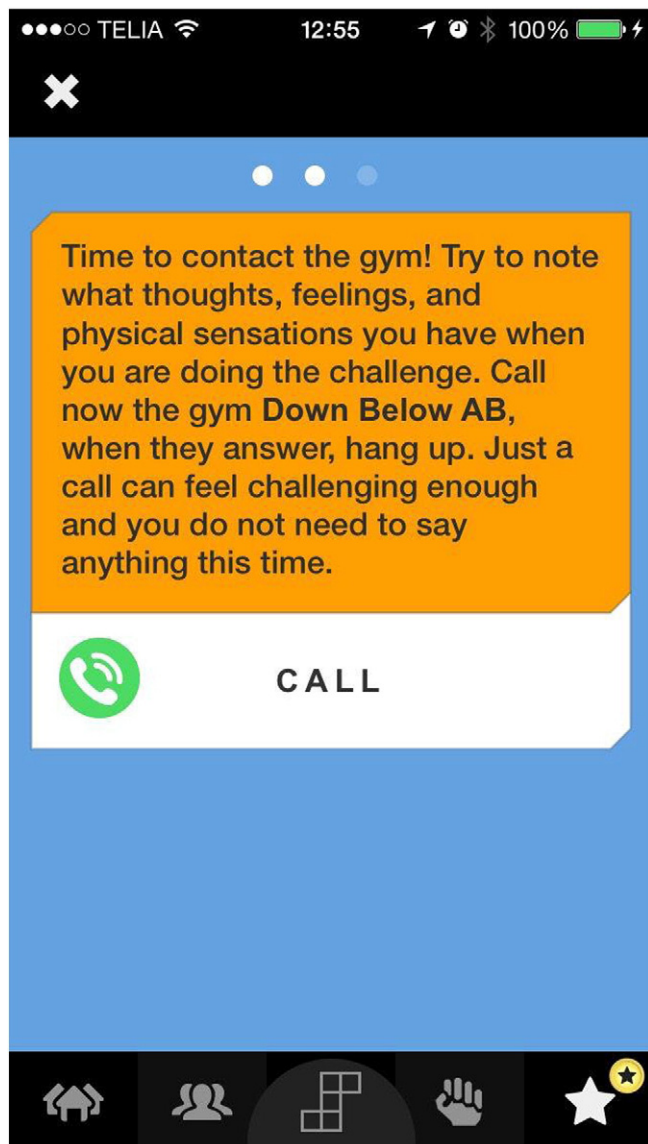 TELIA 12:55 100%
Time to contact the gym! Try to note
what thoughts, feelings, and
physical sensations you have when
you are doing the challenge. Call
now the gym Down Below AB,
when they answer, hang up. Just a
call can feel challenging enough
and you do not need to say
anything this time.
CALL